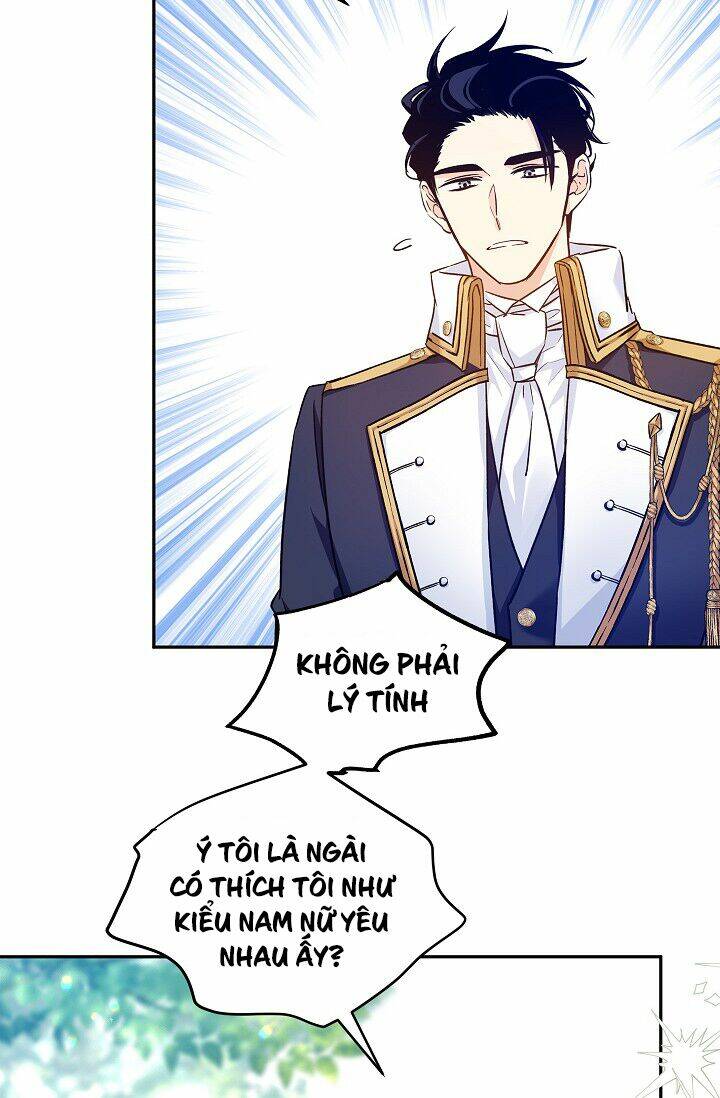 KHÔNG PHẢI
LÝ TÍNH
Ý TÔI LÀ NGÀI
CÓ THÍCH TÔI NHƯ
KIỂU NAM NỮ YÊU
NHAU ẤY?